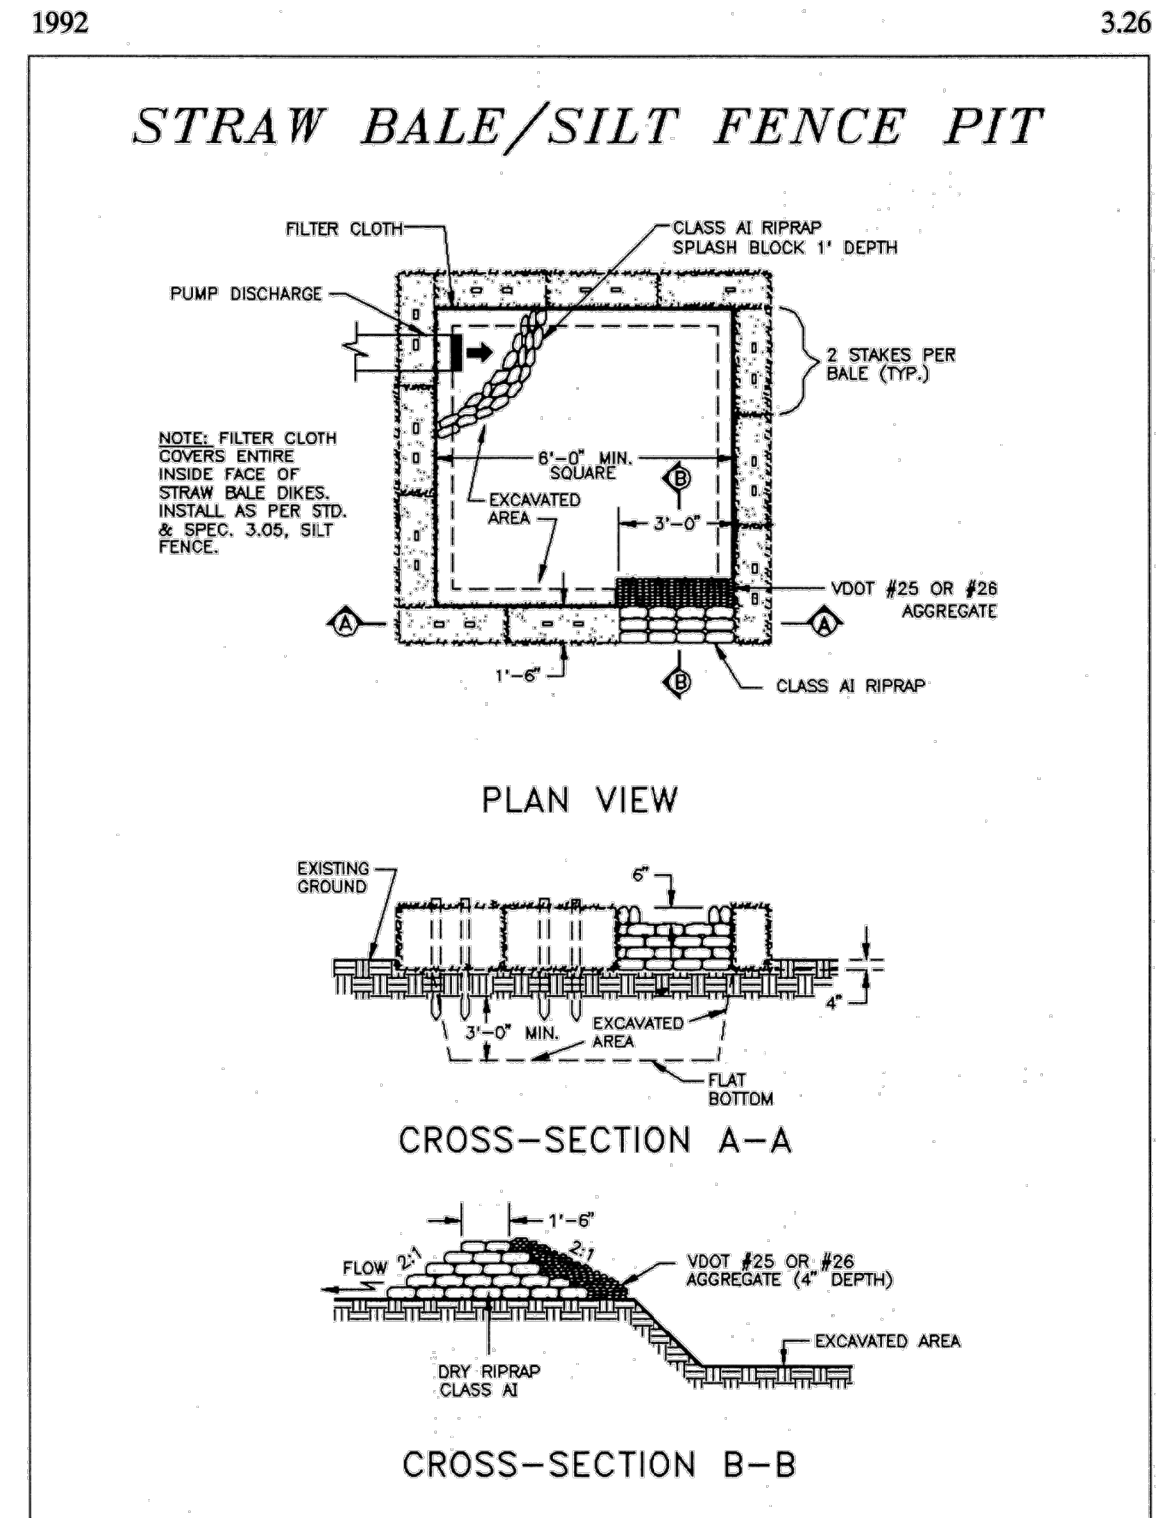 1992
3.26
STRAW BALE/SILT FENCE PIT
FILTER CLOTH
CLASS AI RIPRAP
SPLASH BLOCK 1' DEPTH
PUMP DISCHARGE
2 STAKES PER
BALE (TYP.)
NOTE: FILTER CLOTH
COVERS ENTIRE
INSIDE FACE OF
STRAW BALE DIKES.
INSTALL AS PER STD.
& SPEC. 3.05, SILT
FENCE.
6'-0" MIN.
SQUARE
B
EXCAVATED
AREA
3'-0"
VDOT #25 OR #26
AGGREGATE
A
A
1'-6"
B
CLASS AI RIPRAP
PLAN VIEW
EXISTING
GROUND
6"
4"
3'-0" MIN.
EXCAVATED
AREA
FLAT
BOTTOM
CROSS-SECTION A-A
1'-6"
FLOW
2:1
2:1
VDOT #25 OR #26
AGGREGATE (4" DEPTH)
EXCAVATED AREA
DRY RIPRAP
CLASS AI
CROSS-SECTION B-B